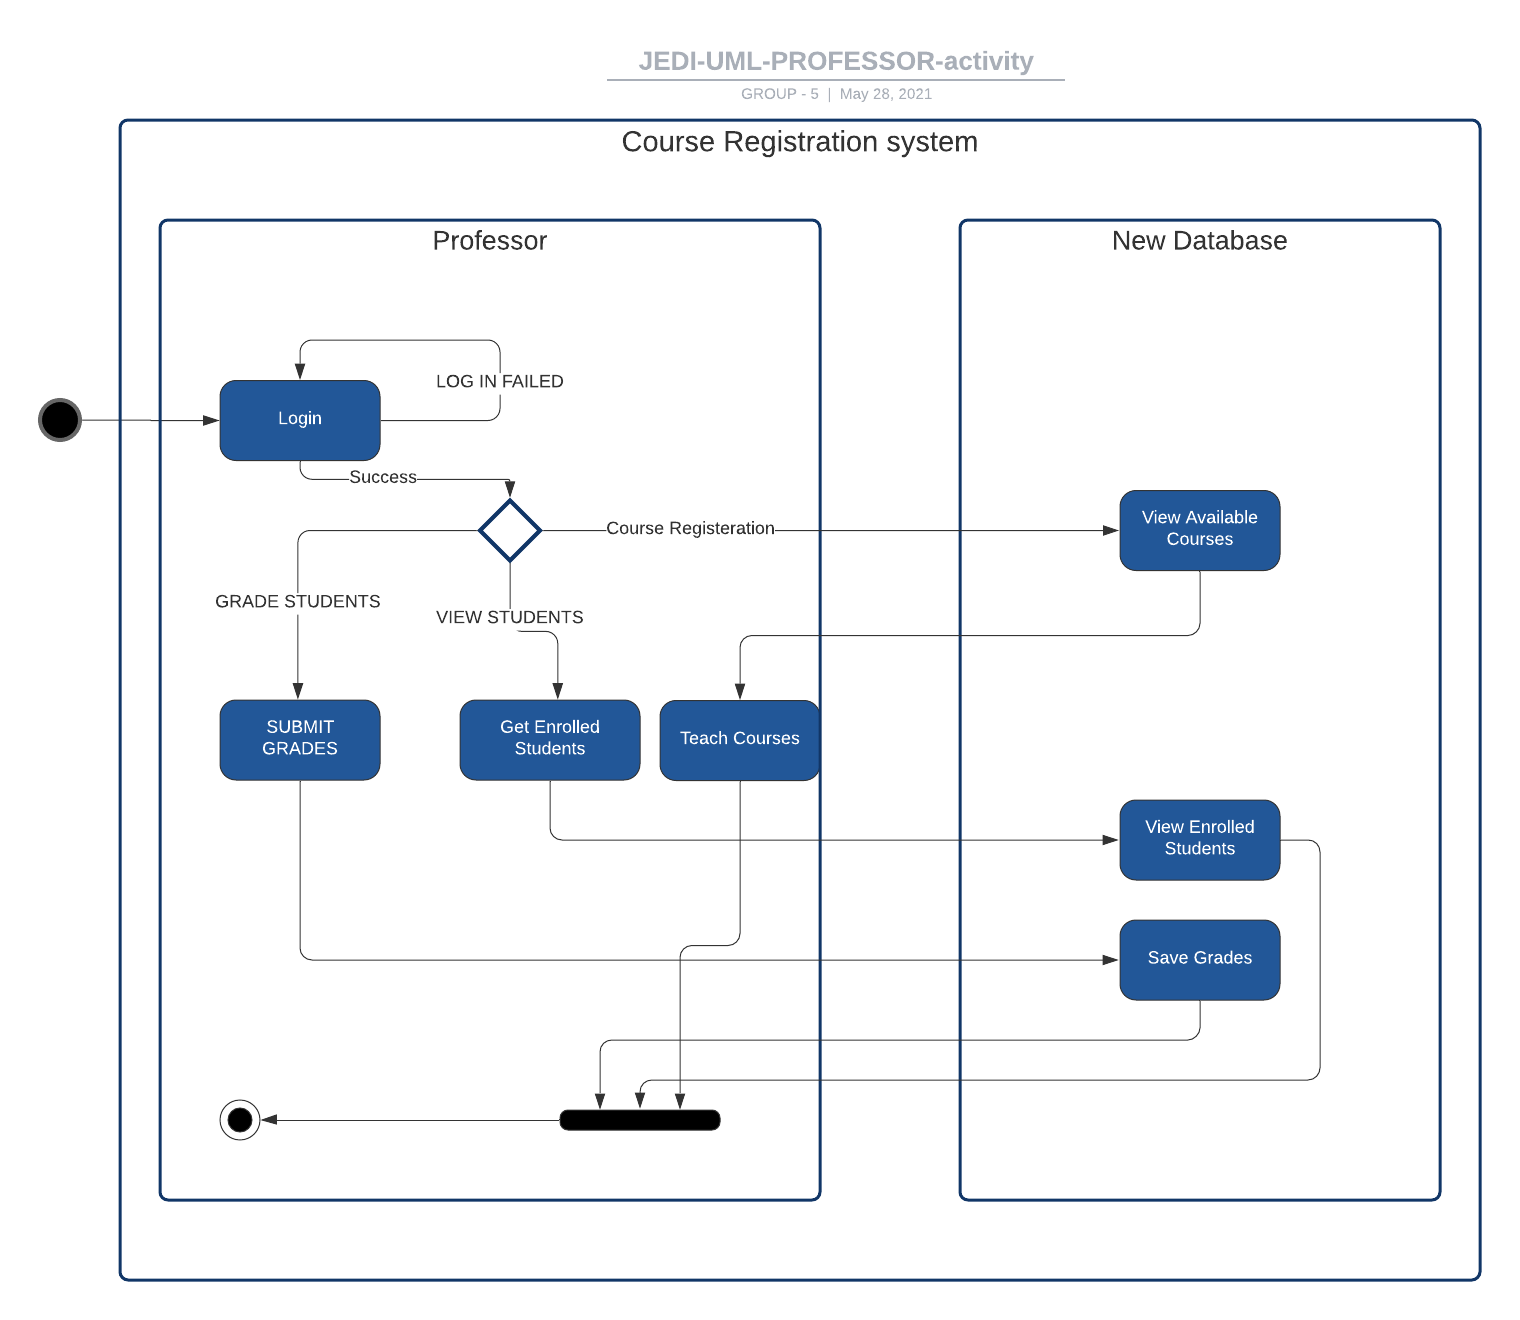 JEDI-UML-PROFESSOR-activity
GROUP - 5 | May 28, 2021
Course Registration system
Professor
New Database
LOG IN FAILED
Login
Success
Course Registeration
View Available
Courses
GRADE STUDENTS
VIEW STUDENTS
SUBMIT
GRADES
Get Enrolled
Students
Teach Courses
View Enrolled
Students
Save Grades